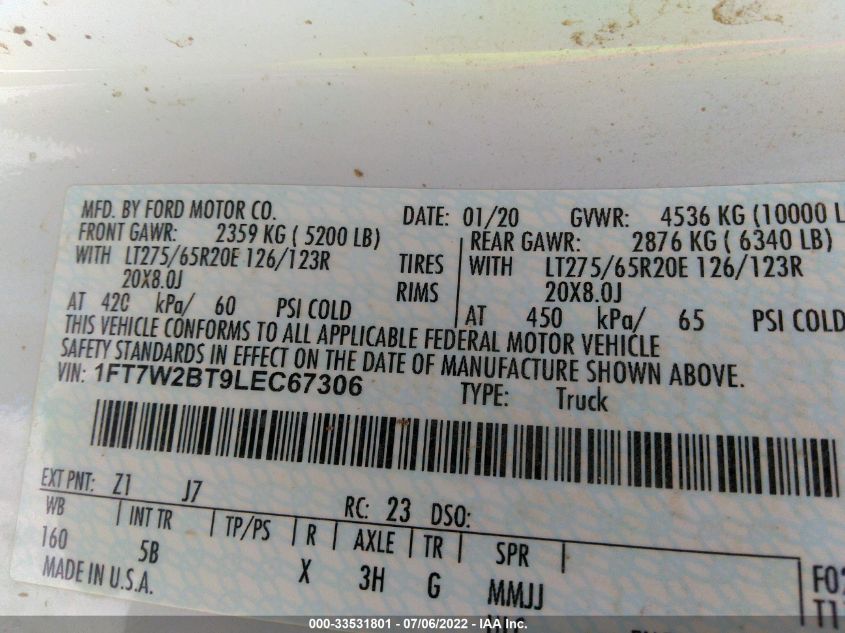 MFD. BY FORD MOTOR CO. DATE: 01/20 GVWR: 4536 KG (10000 L
FRONT GAWR: 2359 KG ( 5200 LB) REAR GAWR: 2876 KG ( 6340 LB)
WITH LT275/65R20E 126/123R TIRES WITH LT275/65R20E 126/123R
20X8.0J RIMS 20X8.0J
AT 420 kPa/ 60 PSI COLD AT 450 kPa/ 65 PSI COLD
THIS VEHICLE CONFORMS TO ALL APPLICABLE FEDERAL MOTOR VEHICLE
SAFETY STANDARDS IN EFFECT ON THE DATE OF MANUFACTURE SHOWN ABOVE.
VIN: 1FT7W2BT9LEC67306 TYPE: Truck
EXT PNT: Z1 J7 RC: 23 DSO:
WB INT TR TP/PS R AXLE TR SPR
160 5B X 3H G MMJJ F02
MADE IN U.S.A. T1
000-33531801 - 07/06/2022 - IAA Inc.